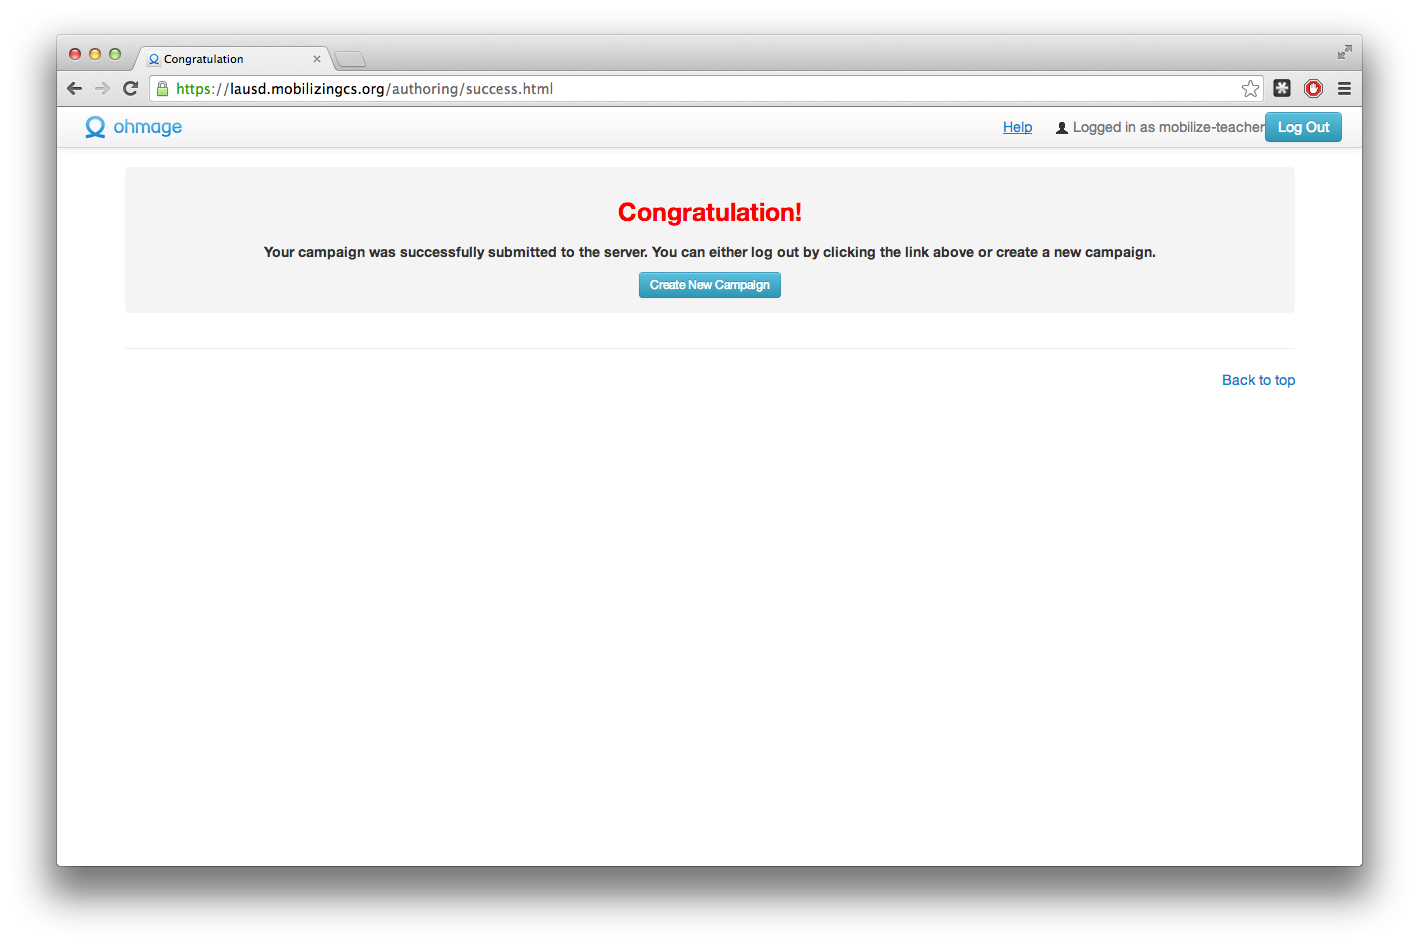 Congratulation
https://lausd.mobilizingcs.org/authoring/success.html
ohmage
Help
Logged in as mobilize-teacher
Log Out
Congratulation!
Your campaign was successfully submitted to the server. You can either log out by clicking the link above or create a new campaign.
Create New Campaign
Back to top